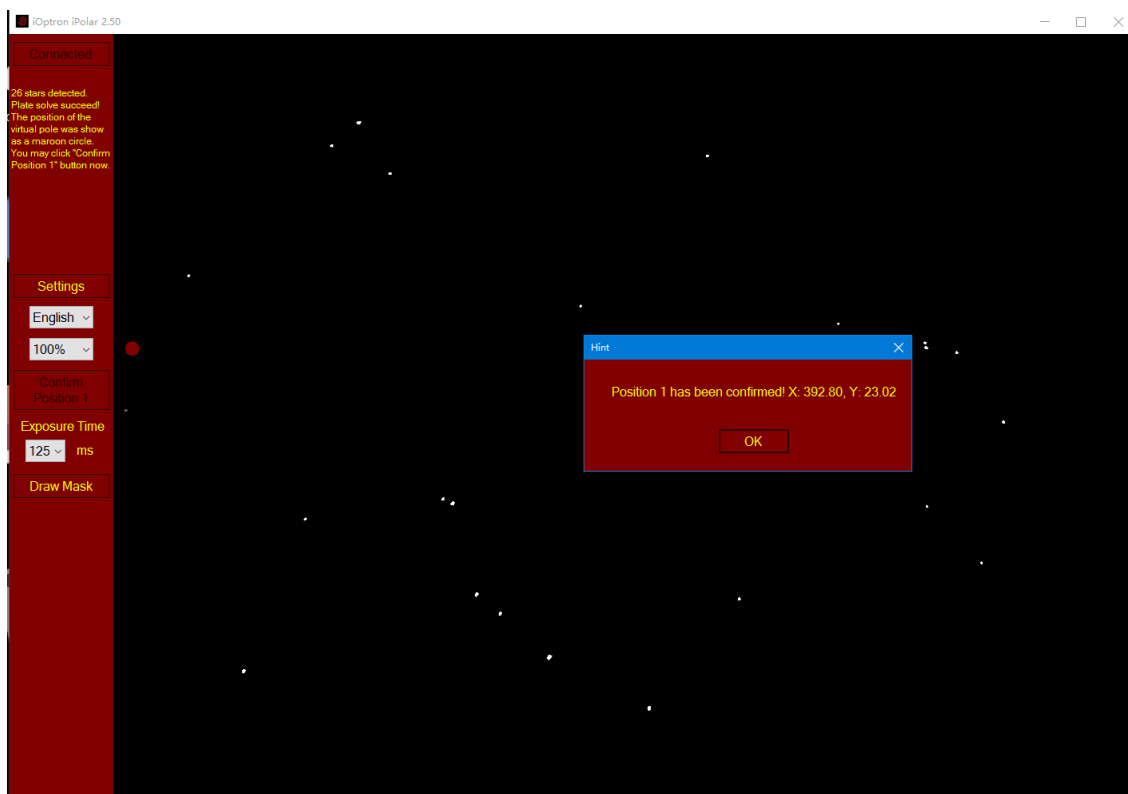 iOptron iPolar 2.50
Connected
26 stars detected.
Plate solve succeed!
The position of the
virtual pole was show
as a maroon circle.
You may click "Confirm
Position 1" button now.
Settings
English
100%
Confirm
Position 1
Exposure Time
125 ms
Draw Mask
Hint
Position 1 has been confirmed! X: 392.80, Y: 23.02
OK